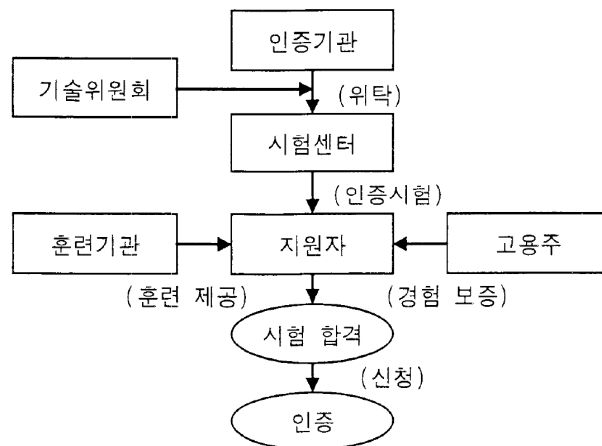 인증기관
기술위원회
(위탁)
시험센터
(인증시험)
훈련기관
지원자
고용주
(훈련 제공)
(경험 보증)
시험 합격
(신청)
인증